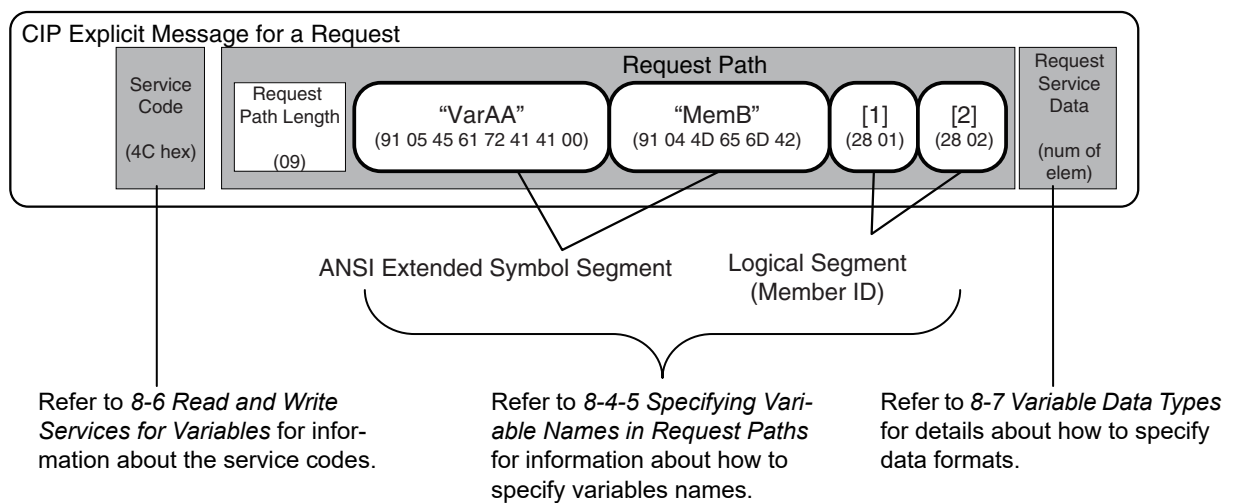 CIP Explicit Message for a Request
Service
Code
(4C hex)
Request Path
Request
Path Length
(09)
“VarAA”
(91 05 45 61 72 41 41 00)
“MemB”
(91 04 4D 65 6D 42)
[1]
(28 01)
[2]
(28 02)
Request
Service
Data
(num of
elem)
ANSI Extended Symbol Segment
Logical Segment
(Member ID)
Refer to 8-6 Read and Write
Services for Variables for infor-
mation about the service codes.
Refer to 8-4-5 Specifying Vari-
able Names in Request Paths
for information about how to
specify variables names.
Refer to 8-7 Variable Data Types
for details about how to specify
data formats.